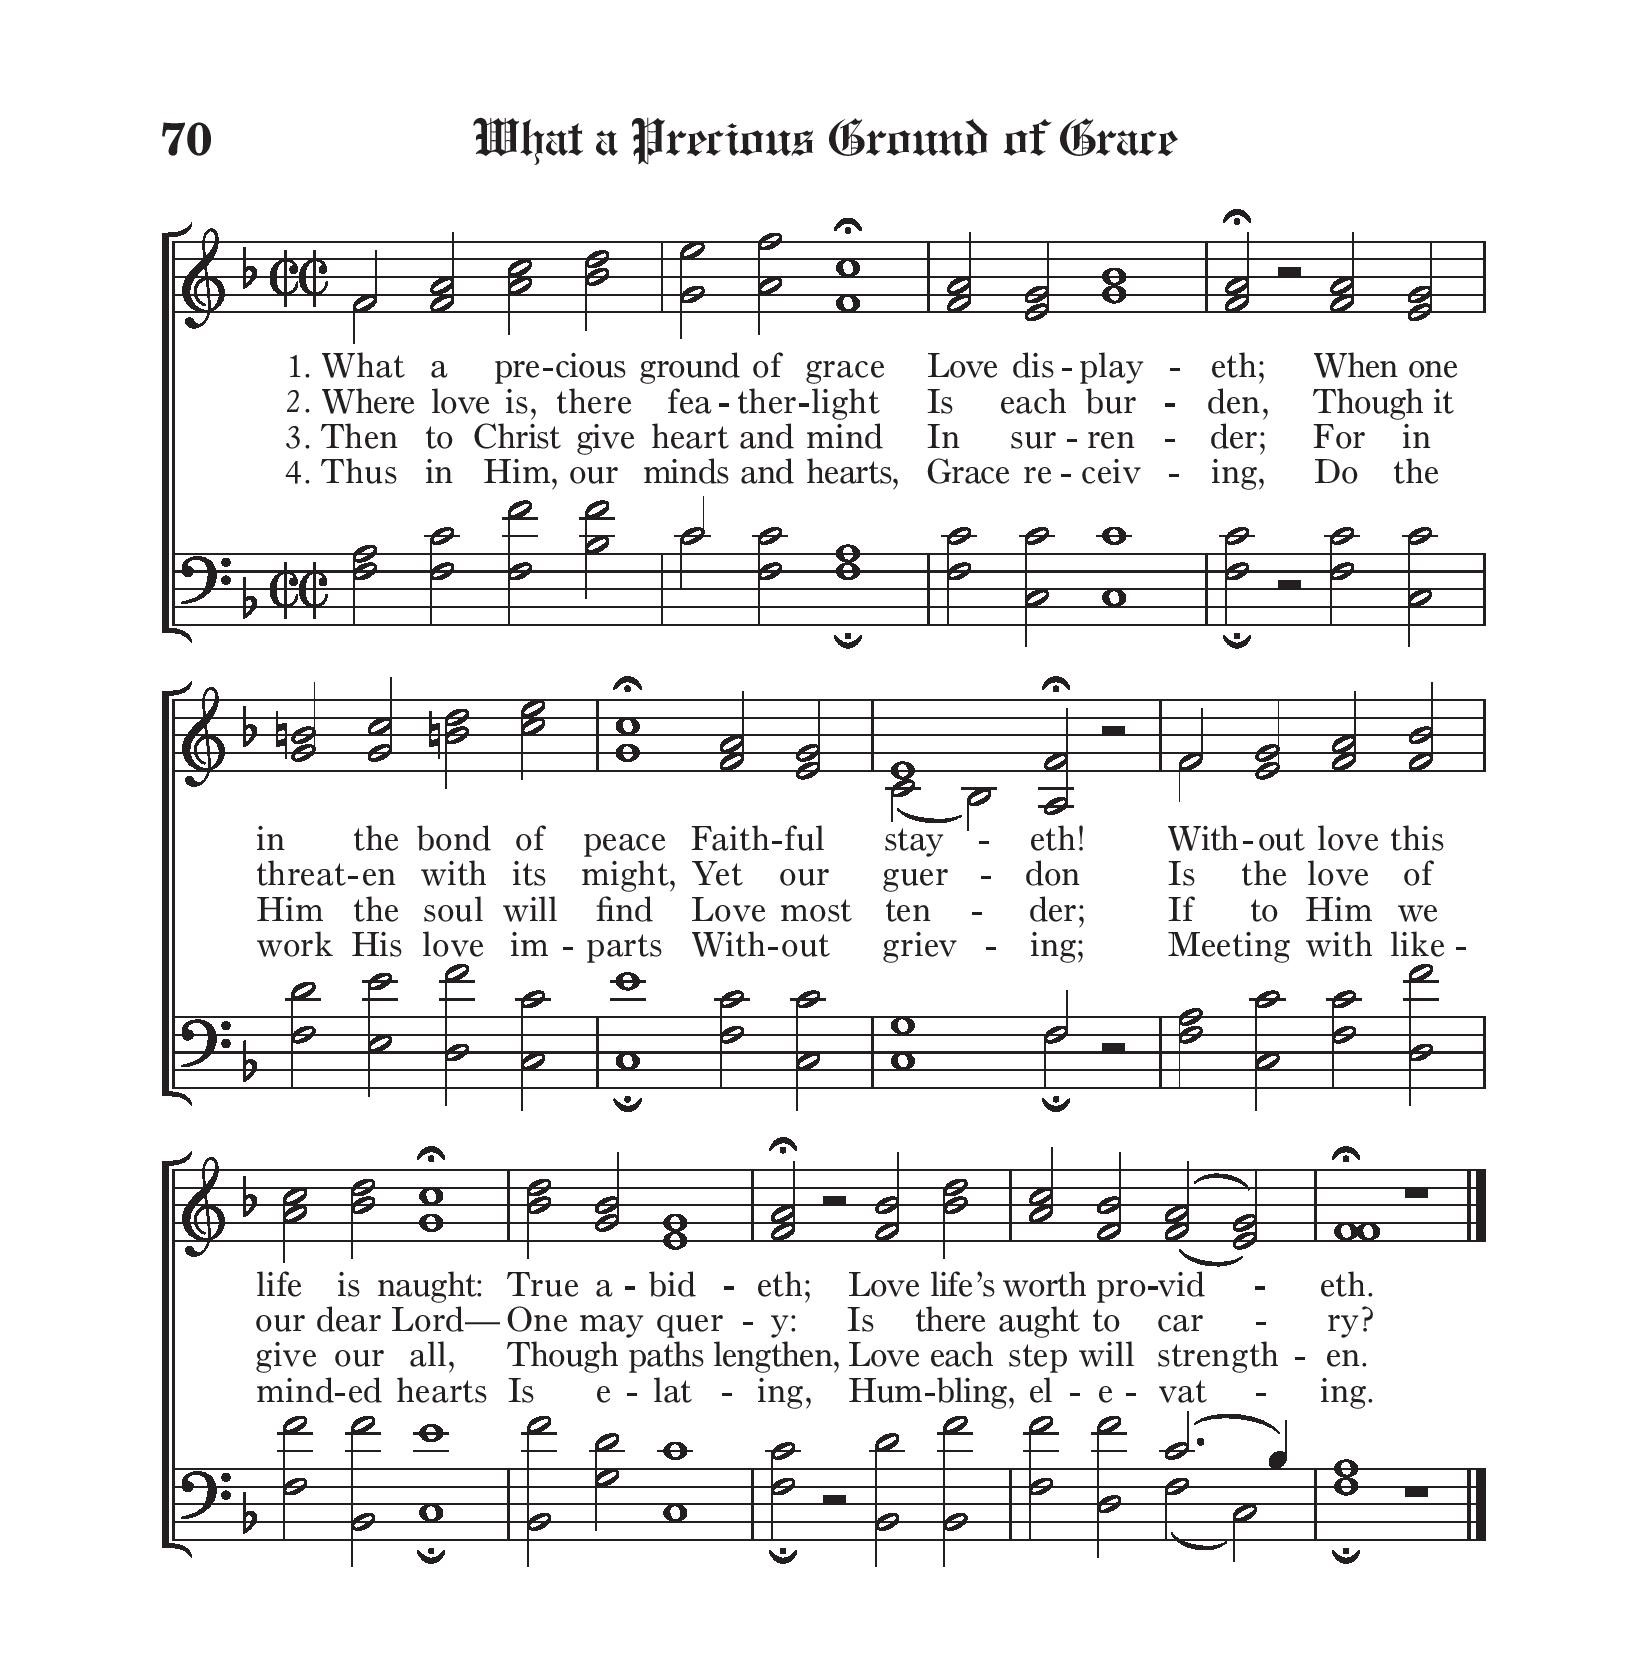 70 What a Precious Ground of Grace
1. What a pre-cious ground of grace Love dis-play - eth; When one
2. Where love is, there fea-ther-light Is each bur - den, Though it
3. Then to Christ give heart and mind In sur-ren - der; For in
4. Thus in Him, our minds and hearts, Grace re-ceiv - ing, Do the
in the bond of peace Faith-ful stay - eth! With-out love this
threat-en with its might, Yet our guer - don Is the love of
Him the soul will find Love most ten - der; If to Him we
work His love im-parts With-out griev - ing; Meeting with like-
life is naught: True a-bid - eth; Love life's worth pro-vid - eth.
our dear Lord— One may quer - y: Is there aught to car - ry?
give our all, Though paths lengthen, Love each step will strength - en.
mind-ed hearts Is e-lat - ing, Hum-bling, el-e-vat - ing.